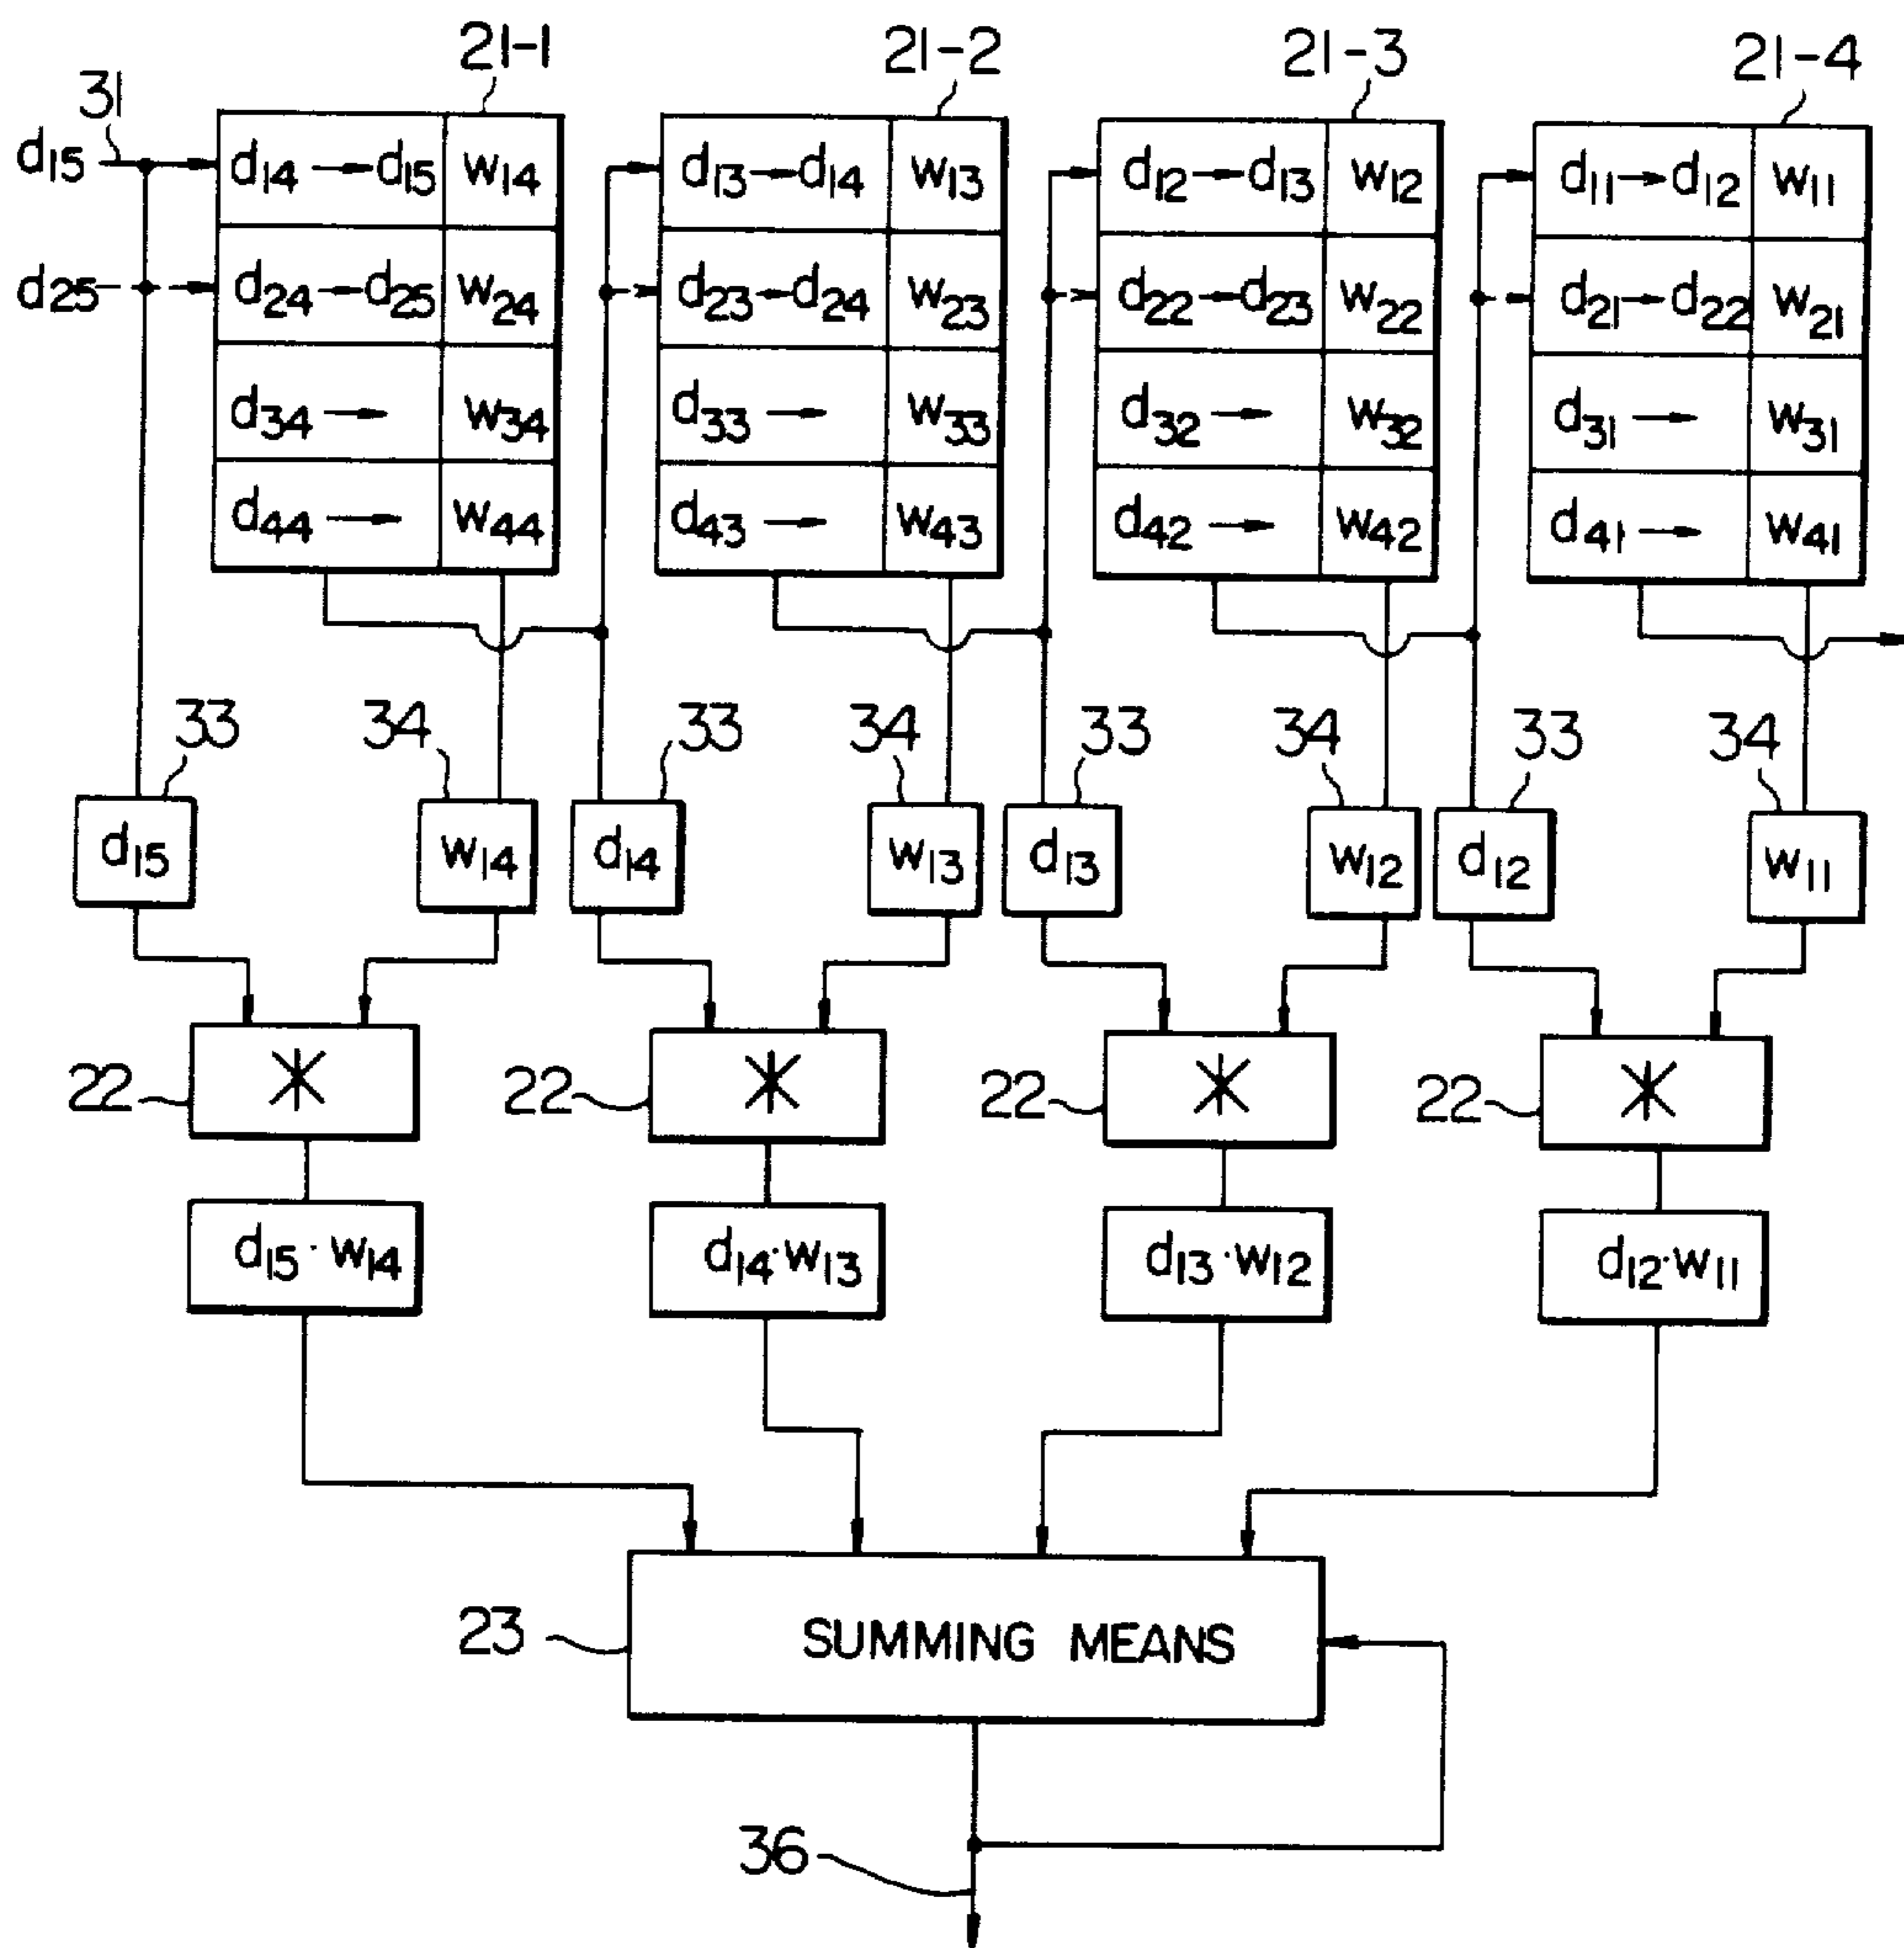 21-1 21-2 21-3 21-4
31
d15 d14→d15 w14 d13→d14 w13 d12→d13 w12 d11→d12 w11
d25 d24→d25 w24 d23→d24 w23 d22→d23 w22 d21→d22 w21
d34→ w34 d33→ w33 d32→ w32 d31→ w31
d44→ w44 d43→ w43 d42→ w42 d41→ w41
33 34 33 34 33 34 33 34
d15 w14 d14 w13 d13 w12 d12 w11
22 * 22 * 22 * 22 *
d15·w14 d14·w13 d13·w12 d12·w11
23 SUMMING MEANS
36